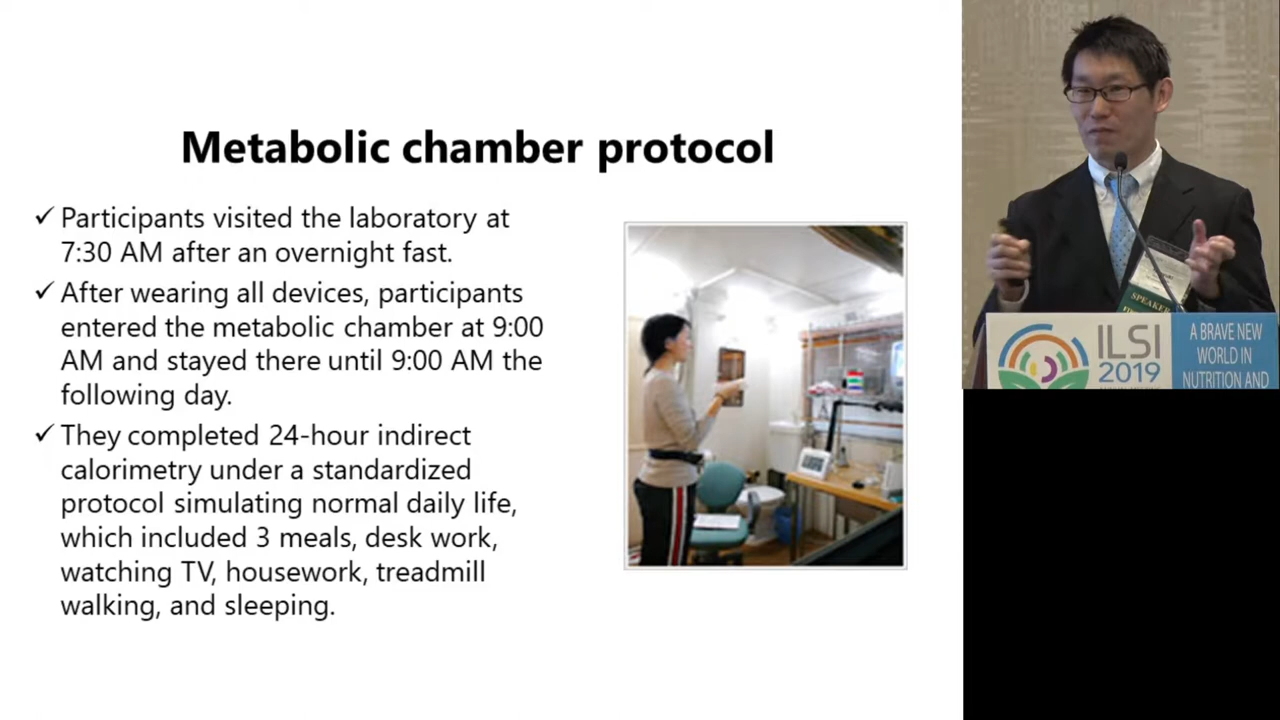 Metabolic chamber protocol
✓ Participants visited the laboratory at
7:30 AM after an overnight fast.
✓ After wearing all devices, participants
entered the metabolic chamber at 9:00
AM and stayed there until 9:00 AM the
following day.
✓ They completed 24-hour indirect
calorimetry under a standardized
protocol simulating normal daily life,
which included 3 meals, desk work,
watching TV, housework, treadmill
walking, and sleeping.
SPEAKER
ILSI
2019
A BRAVE NEW
WORLD IN
NUTRITION AND